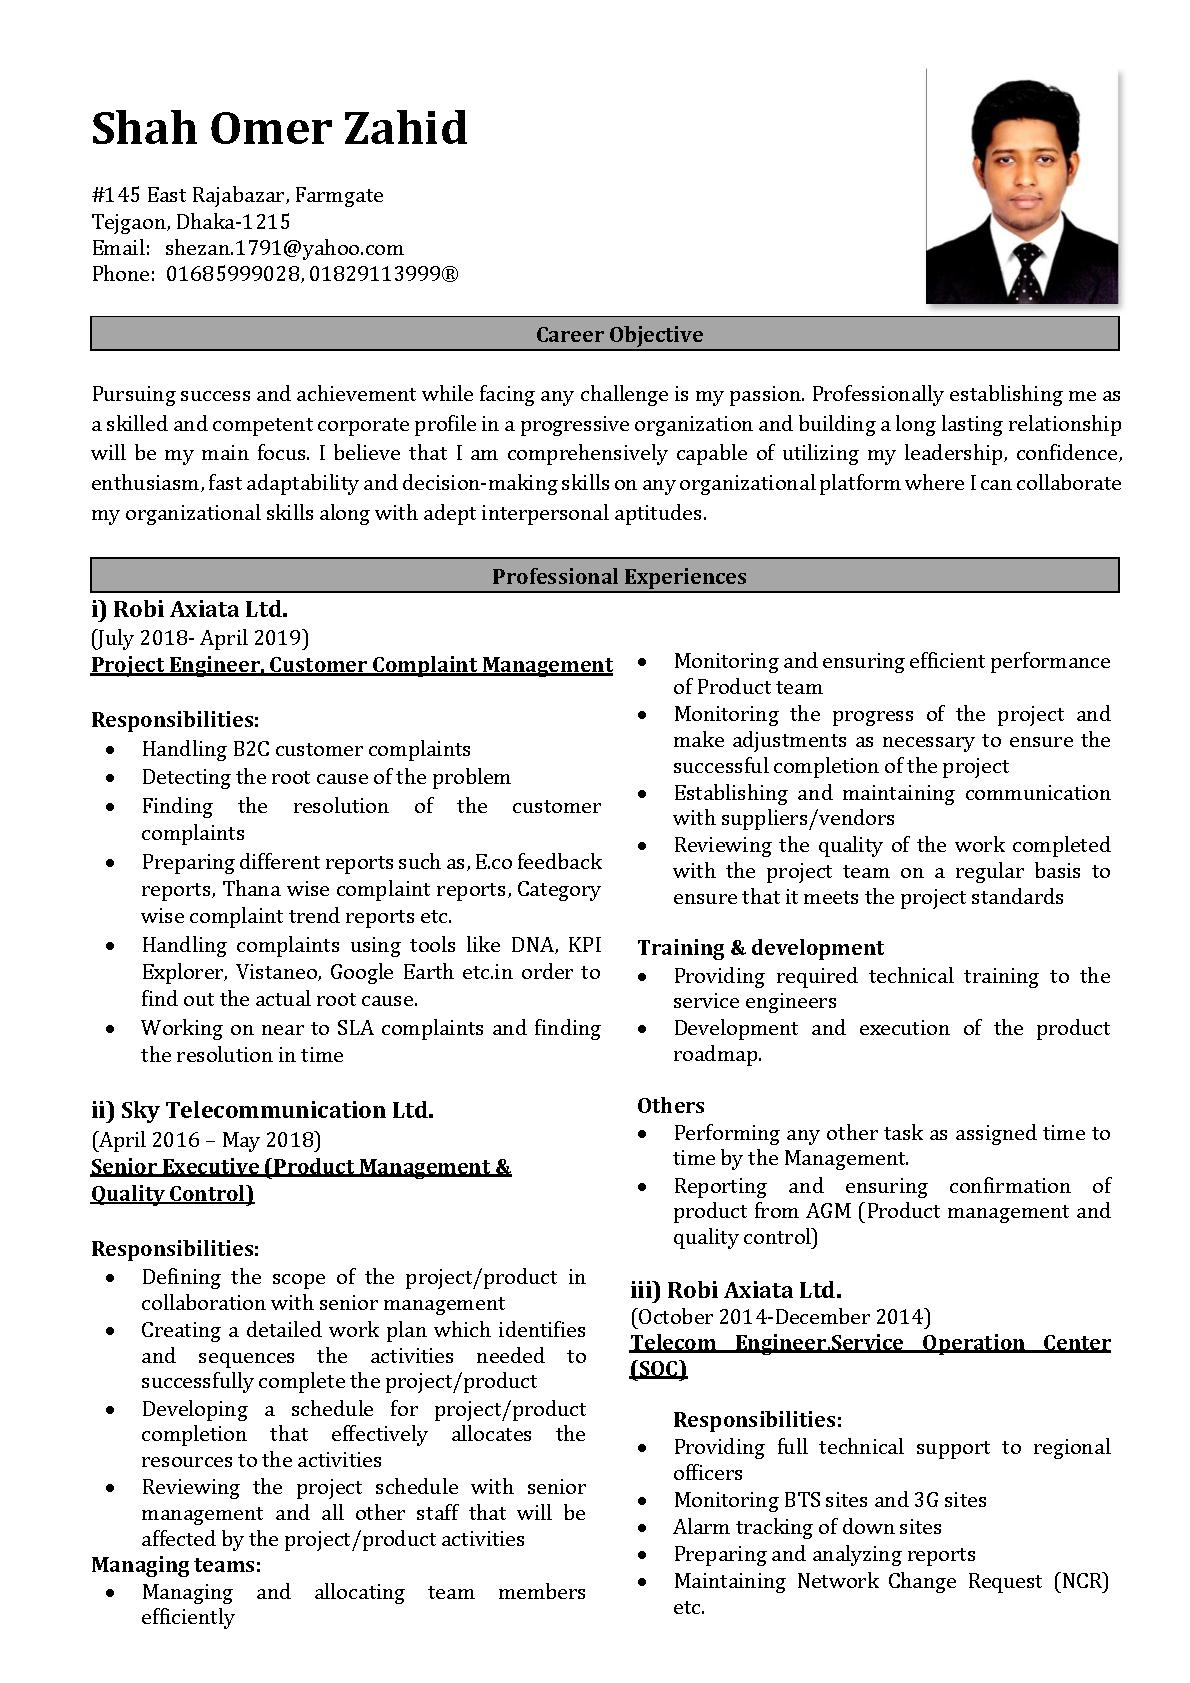 Shah Omer Zahid
#145 East Rajabazar, Farmgate
Tejgaon, Dhaka-1215
Email: shezan.1791@yahoo.com
Phone: 01685999028, 01829113999®
Career Objective
Pursuing success and achievement while facing any challenge is my passion. Professionally establishing me as
a skilled and competent corporate profile in a progressive organization and building a long lasting relationship
will be my main focus. I believe that I am comprehensively capable of utilizing my leadership, confidence,
enthusiasm, fast adaptability and decision-making skills on any organizational platform where I can collaborate
my organizational skills along with adept interpersonal aptitudes.
Professional Experiences
i) Robi Axiata Ltd.
(July 2018- April 2019)
Project Engineer, Customer Complaint Management
Responsibilities:
• Handling B2C customer complaints
• Detecting the root cause of the problem
• Finding the resolution of the customer
complaints
• Preparing different reports such as, E.co feedback
reports, Thana wise complaint reports, Category
wise complaint trend reports etc.
• Handling complaints using tools like DNA, KPI
Explorer, Vistaneo, Google Earth etc.in order to
find out the actual root cause.
• Working on near to SLA complaints and finding
the resolution in time
ii) Sky Telecommunication Ltd.
(April 2016 – May 2018)
Senior Executive (Product Management &
Quality Control)
Responsibilities:
• Defining the scope of the project/product in
collaboration with senior management
• Creating a detailed work plan which identifies
and sequences the activities needed to
successfully complete the project/product
• Developing a schedule for project/product
completion that effectively allocates the
resources to the activities
• Reviewing the project schedule with senior
management and all other staff that will be
affected by the project/product activities
Managing teams:
• Managing and allocating team members
efficiently
• Monitoring and ensuring efficient performance
of Product team
• Monitoring the progress of the project and
make adjustments as necessary to ensure the
successful completion of the project
• Establishing and maintaining communication
with suppliers/vendors
• Reviewing the quality of the work completed
with the project team on a regular basis to
ensure that it meets the project standards
Training & development
• Providing required technical training to the
service engineers
• Development and execution of the product
roadmap.
Others
• Performing any other task as assigned time to
time by the Management.
• Reporting and ensuring confirmation of
product from AGM (Product management and
quality control)
iii) Robi Axiata Ltd.
(October 2014-December 2014)
Telecom Engineer.Service Operation Center
(SOC)
Responsibilities:
• Providing full technical support to regional
officers
• Monitoring BTS sites and 3G sites
• Alarm tracking of down sites
• Preparing and analyzing reports
• Maintaining Network Change Request (NCR)
etc.